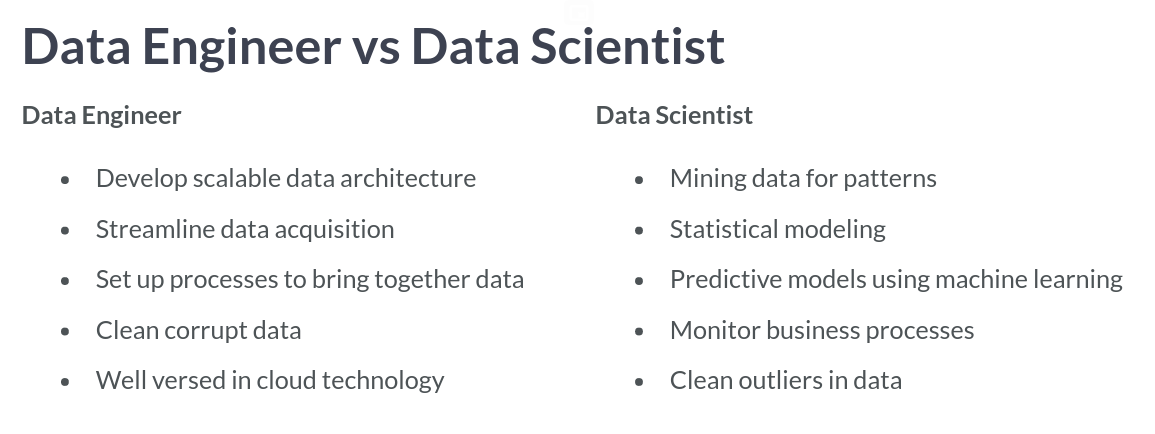 Data Engineer vs Data Scientist
Data Engineer
• Develop scalable data architecture
• Streamline data acquisition
• Set up processes to bring together data
• Clean corrupt data
• Well versed in cloud technology
Data Scientist
• Mining data for patterns
• Statistical modeling
• Predictive models using machine learning
• Monitor business processes
• Clean outliers in data